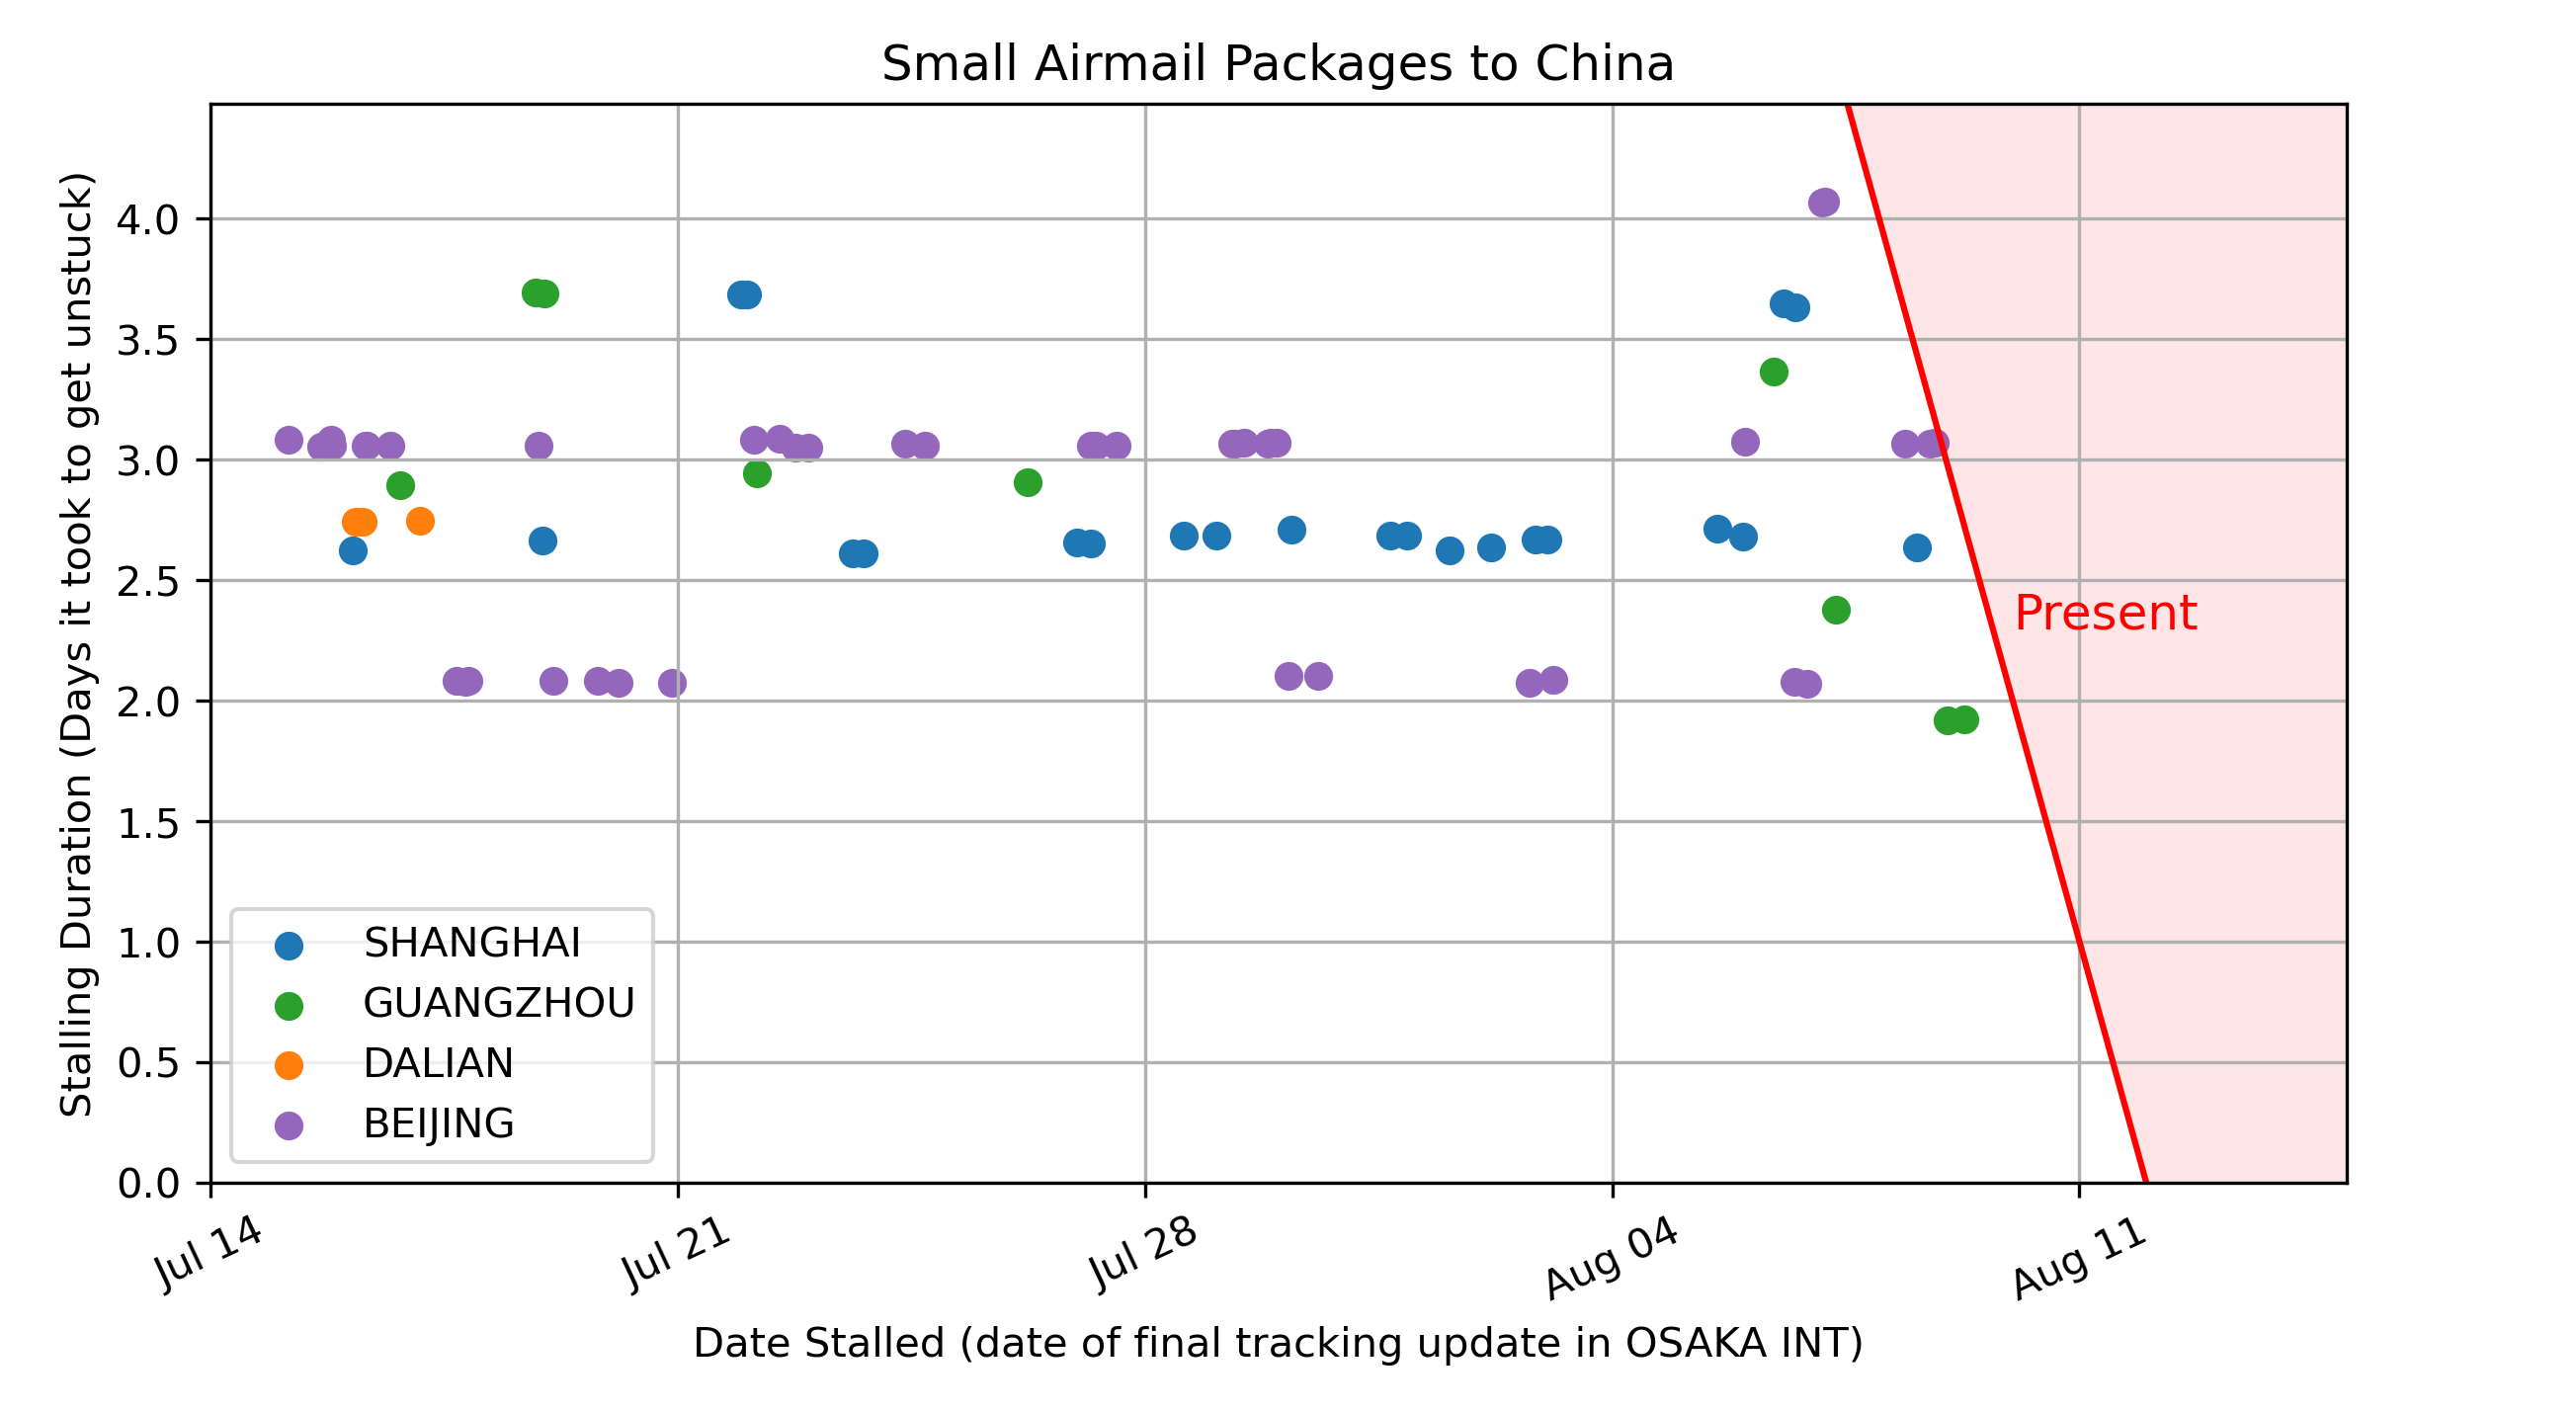 Small Airmail Packages to China
Stalling Duration (Days it took to get unstuck)
4.0
3.5
3.0
2.5
2.0
1.5
1.0
0.5
0.0
Present
SHANGHAI
GUANGZHOU
DALIAN
BEIJING
Jul 14
Jul 21
Jul 28
Aug 04
Aug 11
Date Stalled (date of final tracking update in OSAKA INT)